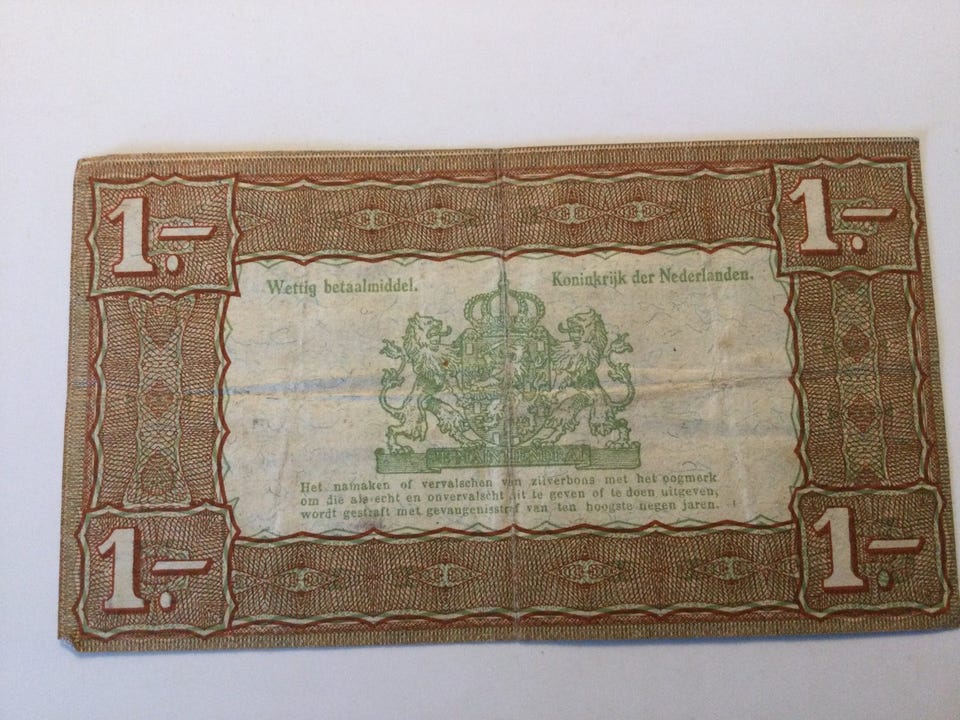 1.- 1.-
Wettig betaalmiddel. Koninkrijk der Nederlanden.
JE MAINTIENDRAI
Het namaken of vervalschen van zilverbons met het oogmerk
om die als echt en onvervalscht uit te geven of te doen uitgeven,
wordt gestraft met gevangenisstraf van ten hoogste negen jaren.
1.- 1.-